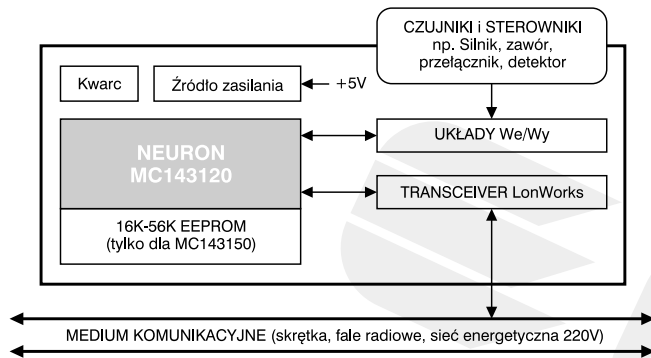 CZUJNIKI i STEROWNIKI
np. Silnik, zawór,
przełącznik, detektor
Kwarc
Źródło zasilania
+5V
NEURON
MC143120
UKŁADY We/Wy
TRANSCEIVER LonWorks
16K-56K EEPROM
(tylko dla MC143150)
MEDIUM KOMUNIKACYJNE (skrętka, fale radiowe, sieć energetyczna 220V)